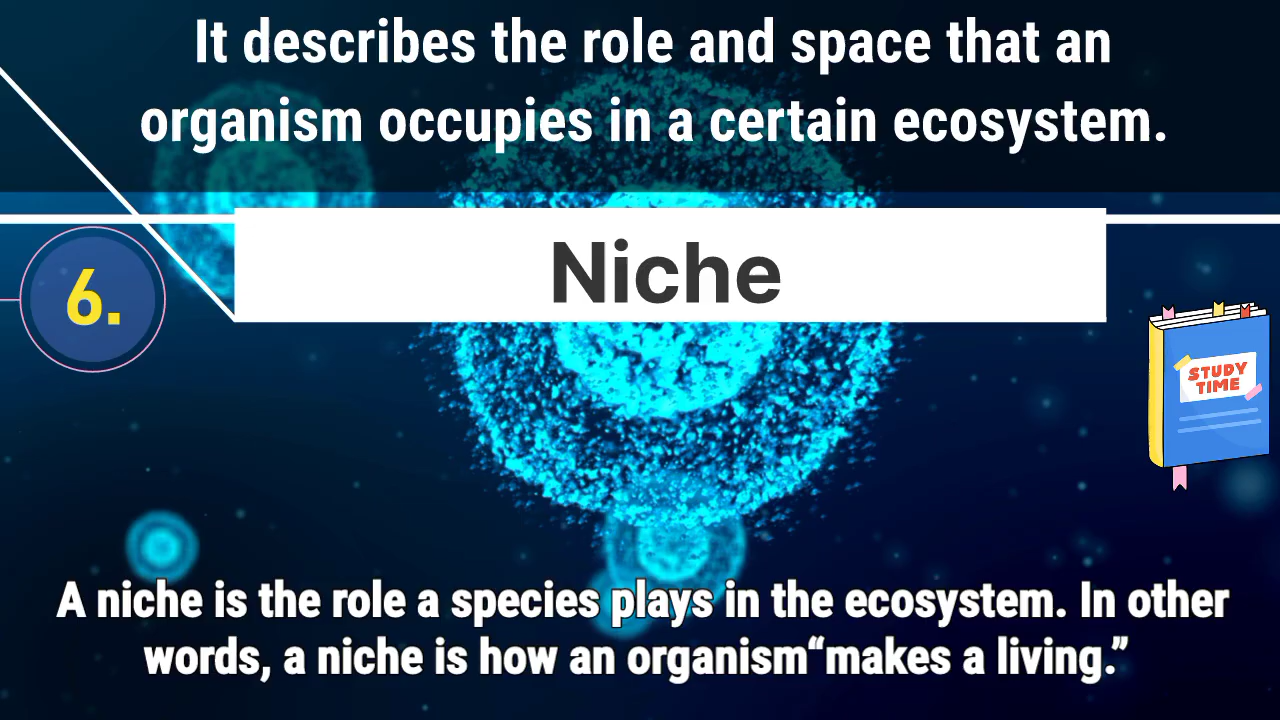 It describes the role and space that an
organism occupies in a certain ecosystem.
Niche
6.
STUDY
TIME
A niche is the role a species plays in the ecosystem. In other
words, a niche is how an organism“makes a living.”